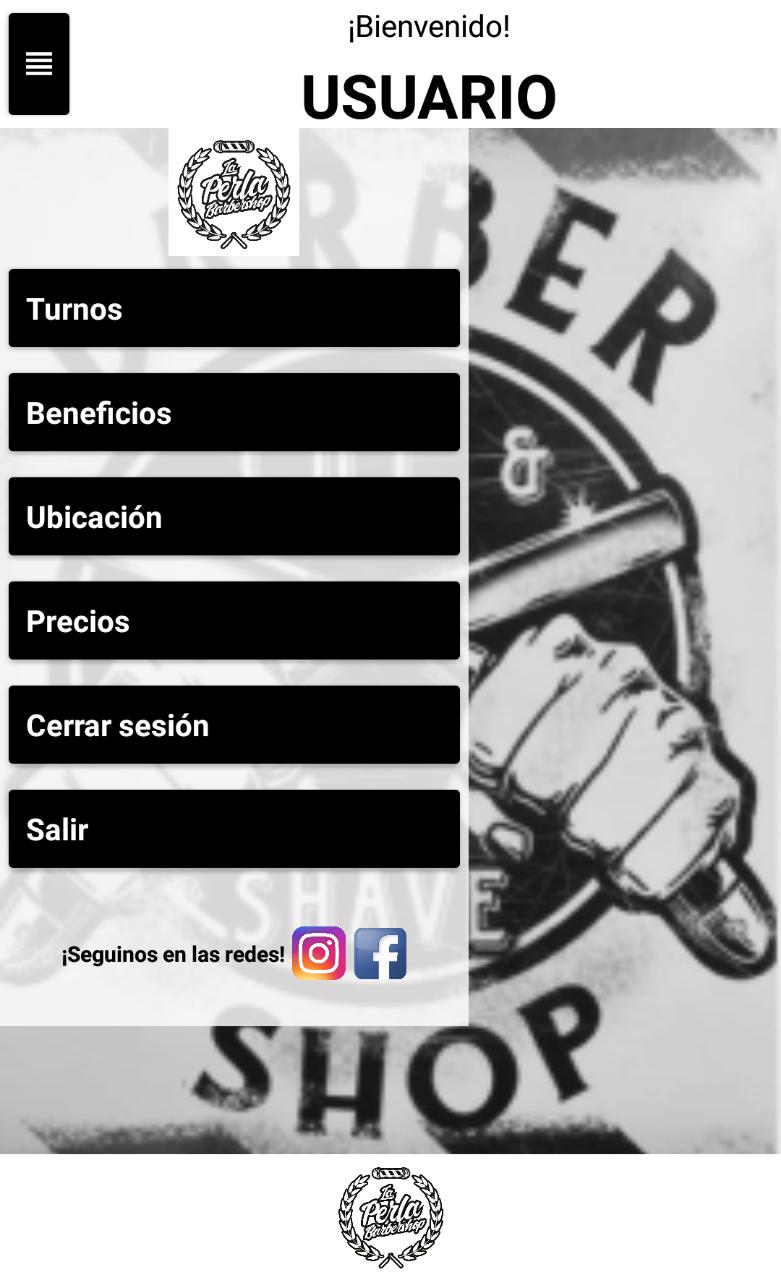 ¡Bienvenido!
USUARIO
La
Perla
Barbershop
BER
Turnos
Beneficios
&
Ubicación
Precios
Cerrar sesión
Salir
SHAVE
¡Seguinos en las redes!
SHOP
La
Perla
Barbershop